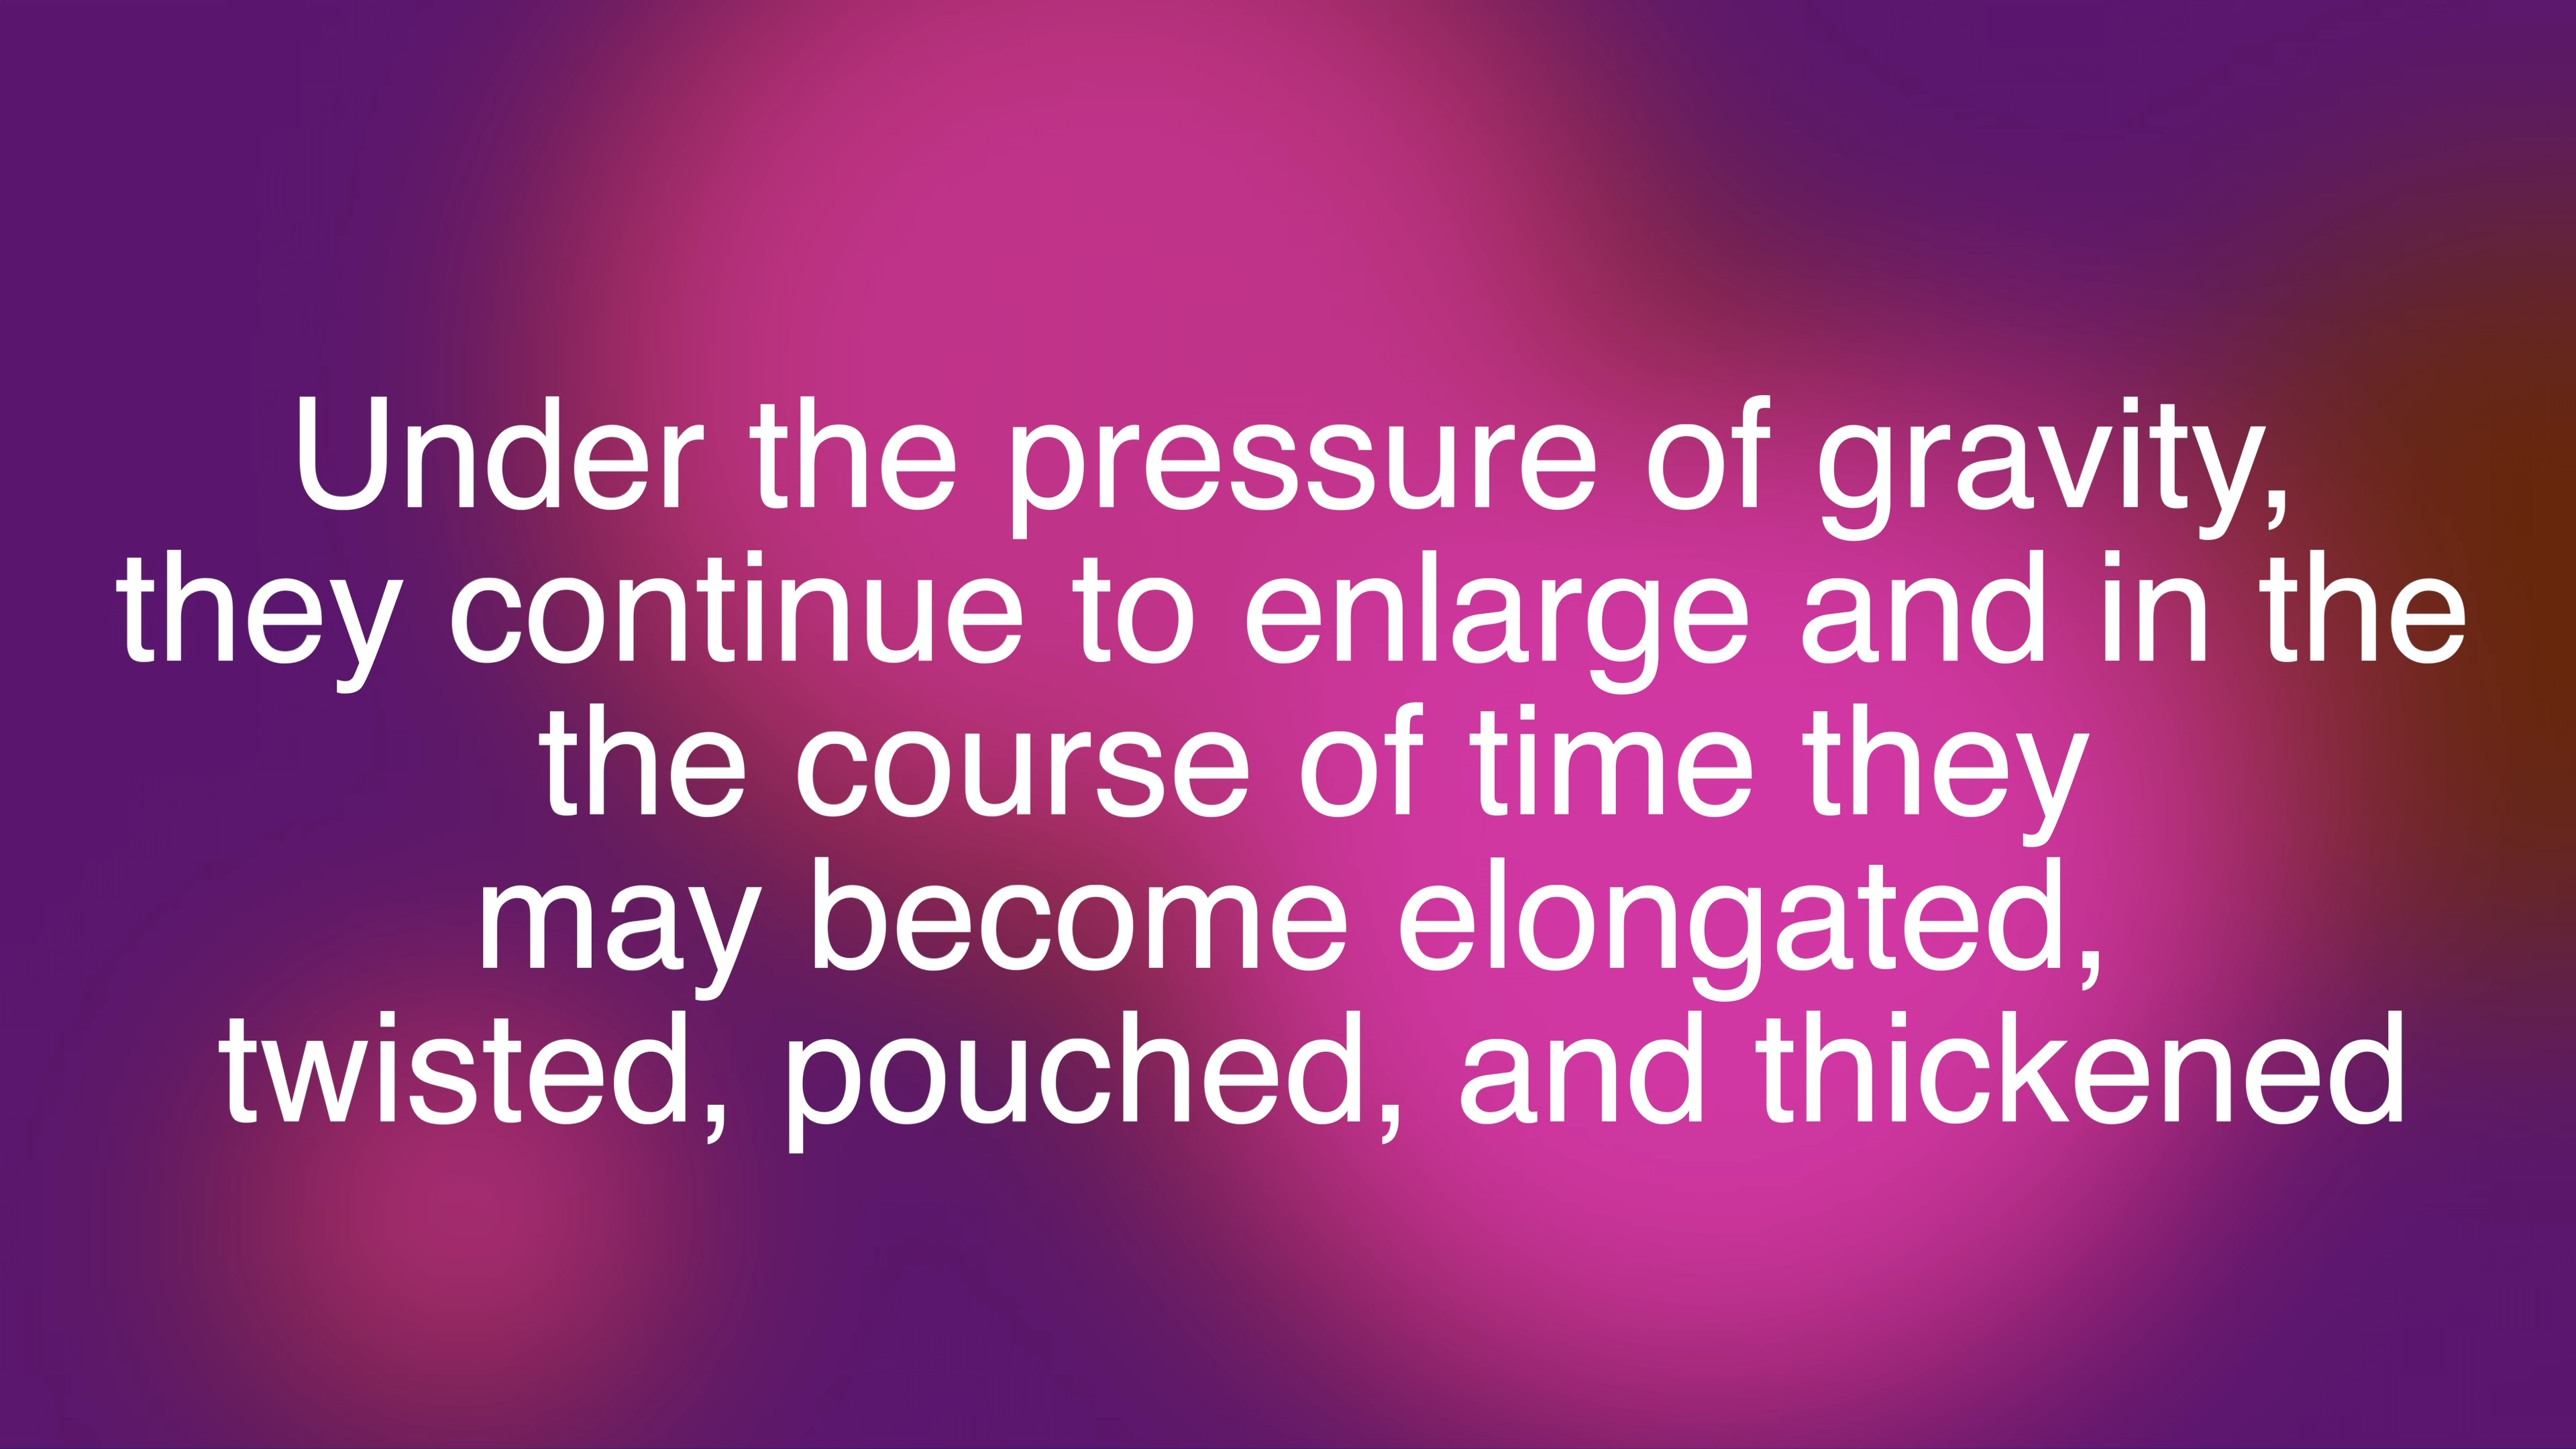 Under the pressure of gravity,
they continue to enlarge and in the
the course of time they
may become elongated,
twisted, pouched, and thickened